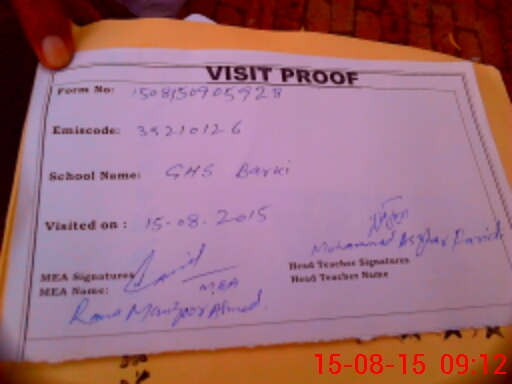 VISIT PROOF
Form No: 1508150905928
Emiscode: 35210126
School Name: GHS Barki
Visited on : 15-08-2015
MEA Signatures
MEA
Muhammad Asghar
Head Teacher Signatures
MEA Name: Rana Manzoor Ahmed
Head Teacher Name
15-08-15 09:12